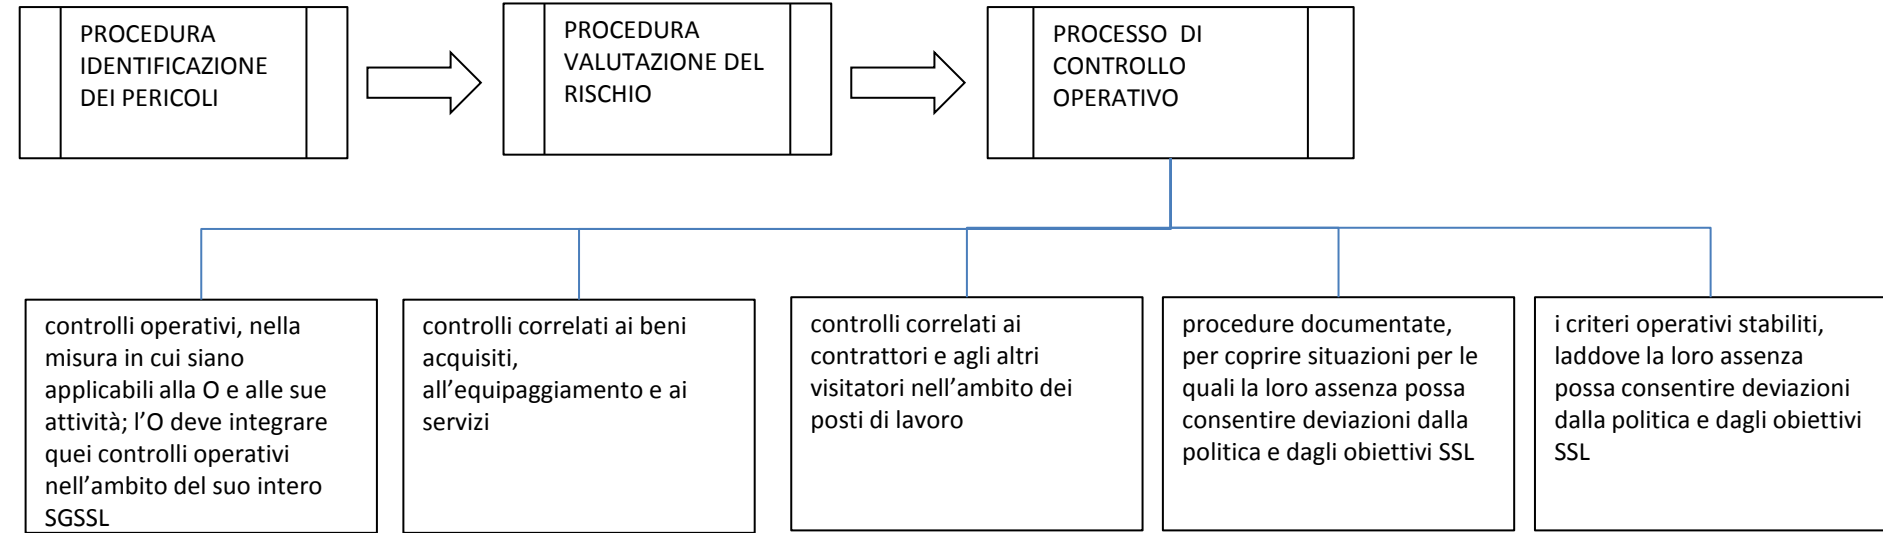 PROCEDURA
IDENTIFICAZIONE
DEI PERICOLI
PROCEDURA
VALUTAZIONE DEL
RISCHIO
PROCESSO DI
CONTROLLO
OPERATIVO
controlli operativi, nella
misura in cui siano
applicabili alla O e alle sue
attività; l’O deve integrare
quei controlli operativi
nell’ambito del suo intero
SGSSL
controlli correlati ai beni
acquisiti,
all’equipaggiamento e ai
servizi
controlli correlati ai
contrattori e agli altri
visitatori nell’ambito dei
posti di lavoro
procedure documentate,
per coprire situazioni per le
quali la loro assenza possa
consentire deviazioni dalla
politica e dagli obiettivi SSL
i criteri operativi stabiliti,
laddove la loro assenza
possa consentire deviazioni
dalla politica e dagli obiettivi
SSL